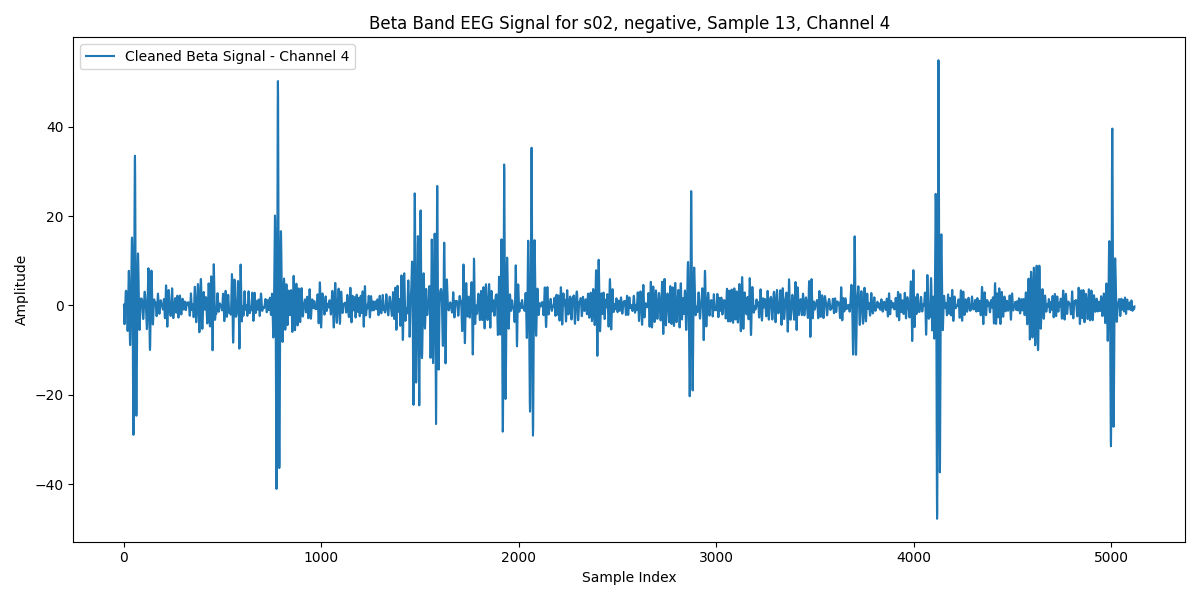 Beta Band EEG Signal for s02, negative, Sample 13, Channel 4
Cleaned Beta Signal - Channel 4
Amplitude
40
20
0
−20
−40
0
1000
2000
3000
4000
5000
Sample Index